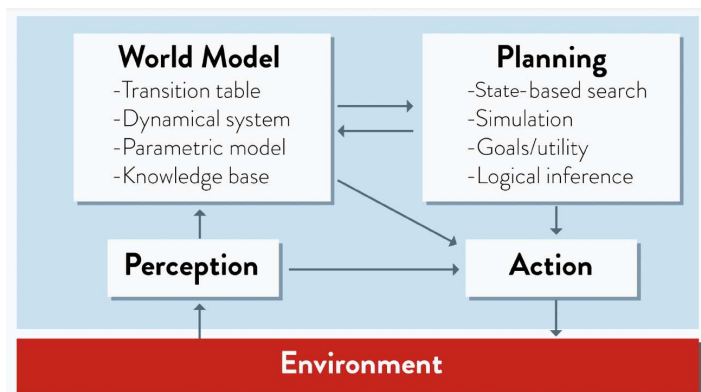 World Model
-Transition table
-Dynamical system
-Parametric model
-Knowledge base
Planning
-State-based search
-Simulation
-Goals/utility
-Logical inference
Perception
Action
Environment